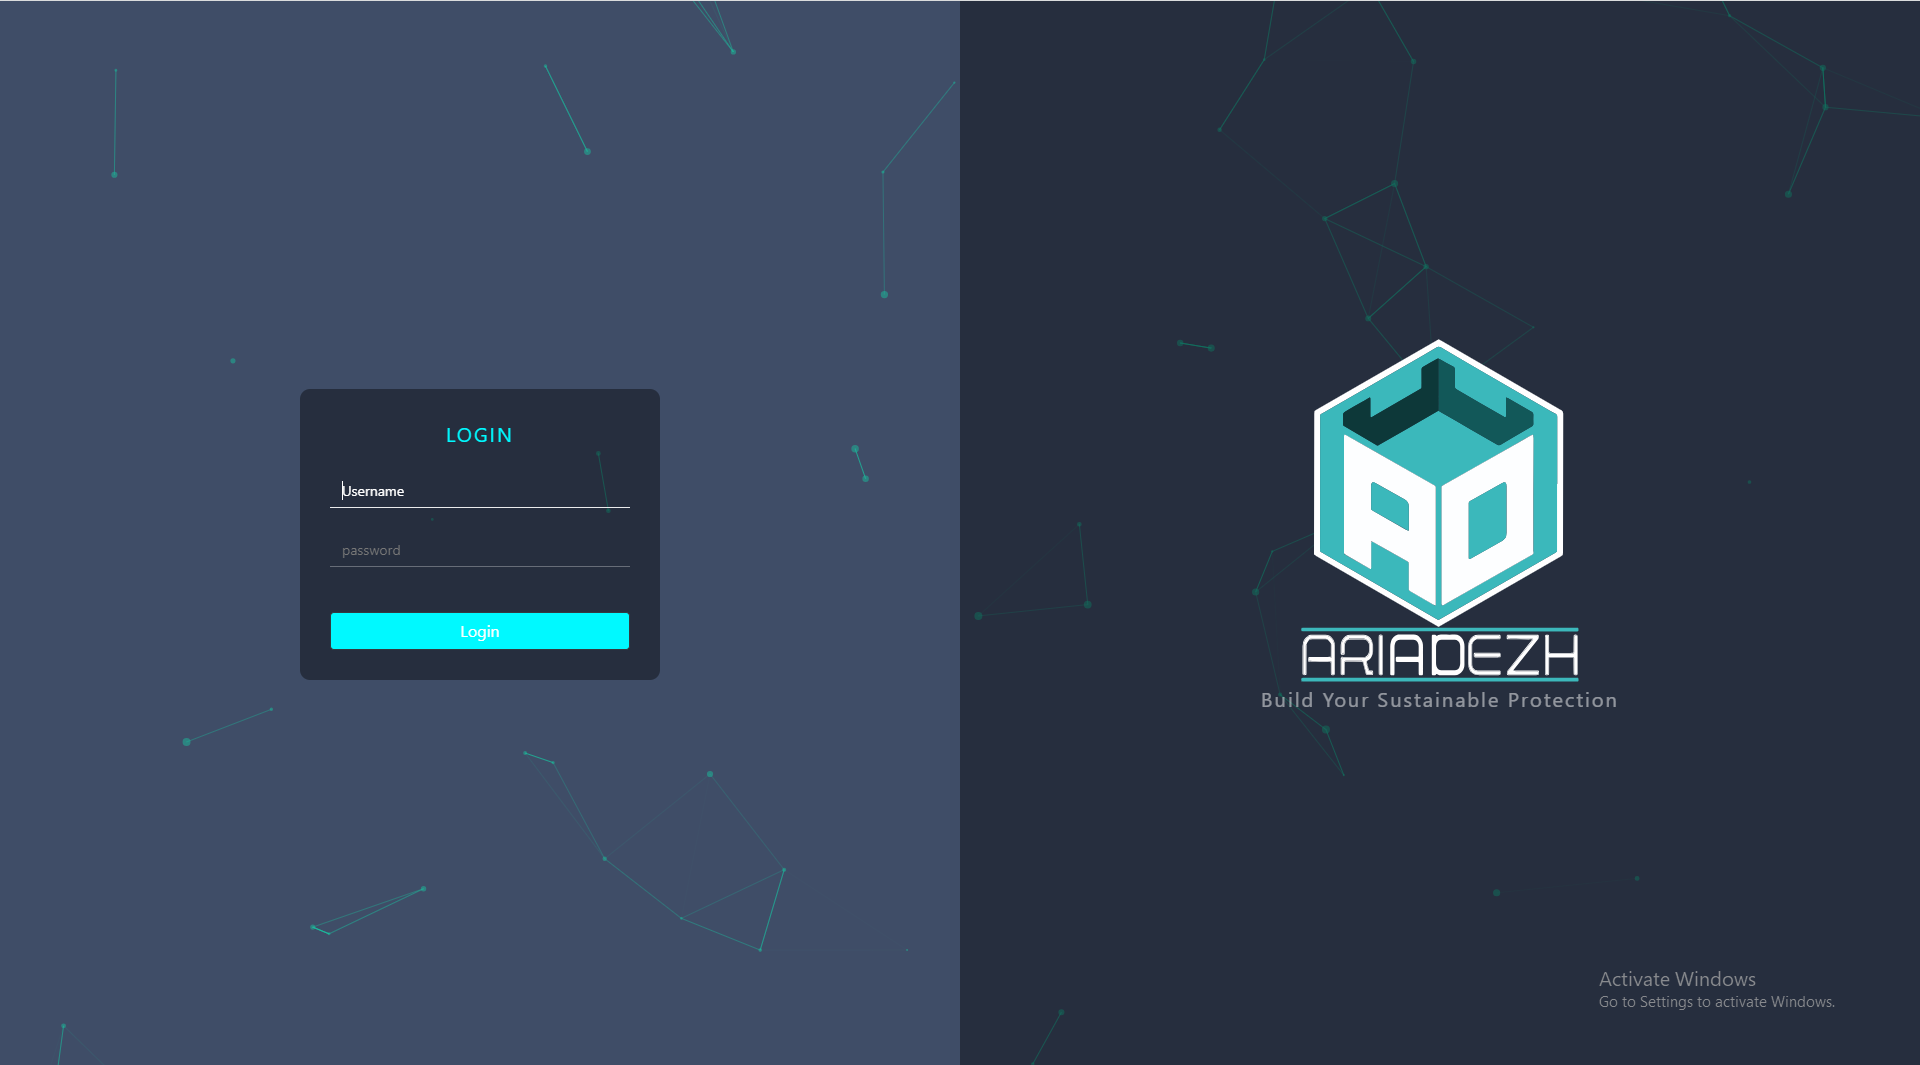 LOGIN
Username
password
Login
AD
ARIADEZH
Build Your Sustainable Protection
Activate Windows
Go to Settings to activate Windows.